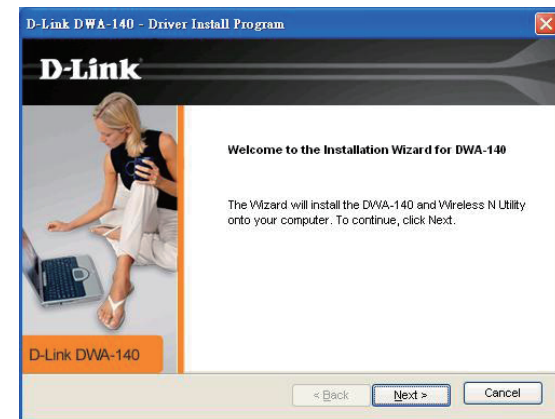 D-Link DWA-140 - Driver Install Program
D-Link
Welcome to the Installation Wizard for DWA-140
The Wizard will install the DWA-140 and Wireless N Utility
onto your computer. To continue, click Next.
D-Link DWA-140
< Back
Next >
Cancel